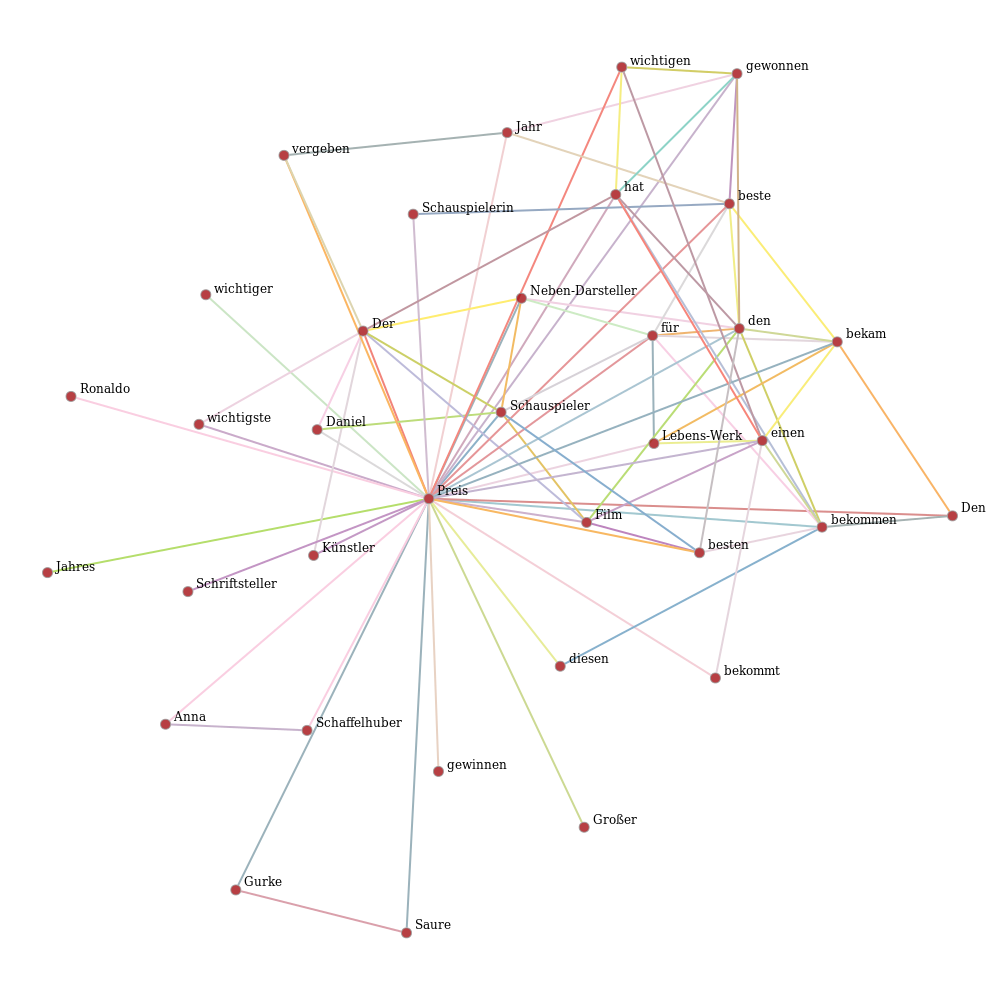 wichtigen
gewonnen
Jahr
vergeben
hat
beste
Schauspielerin
wichtiger
Neben-Darsteller
Der
für
den
bekam
Ronaldo
wichtigste
Daniel
Schauspieler
Lebens-Werk
einen
Preis
Film
bekommen
Den
Künstler
besten
Jahres
Schriftsteller
diesen
bekommt
Anna
Schaffelhuber
gewinnen
Großer
Gurke
Saure